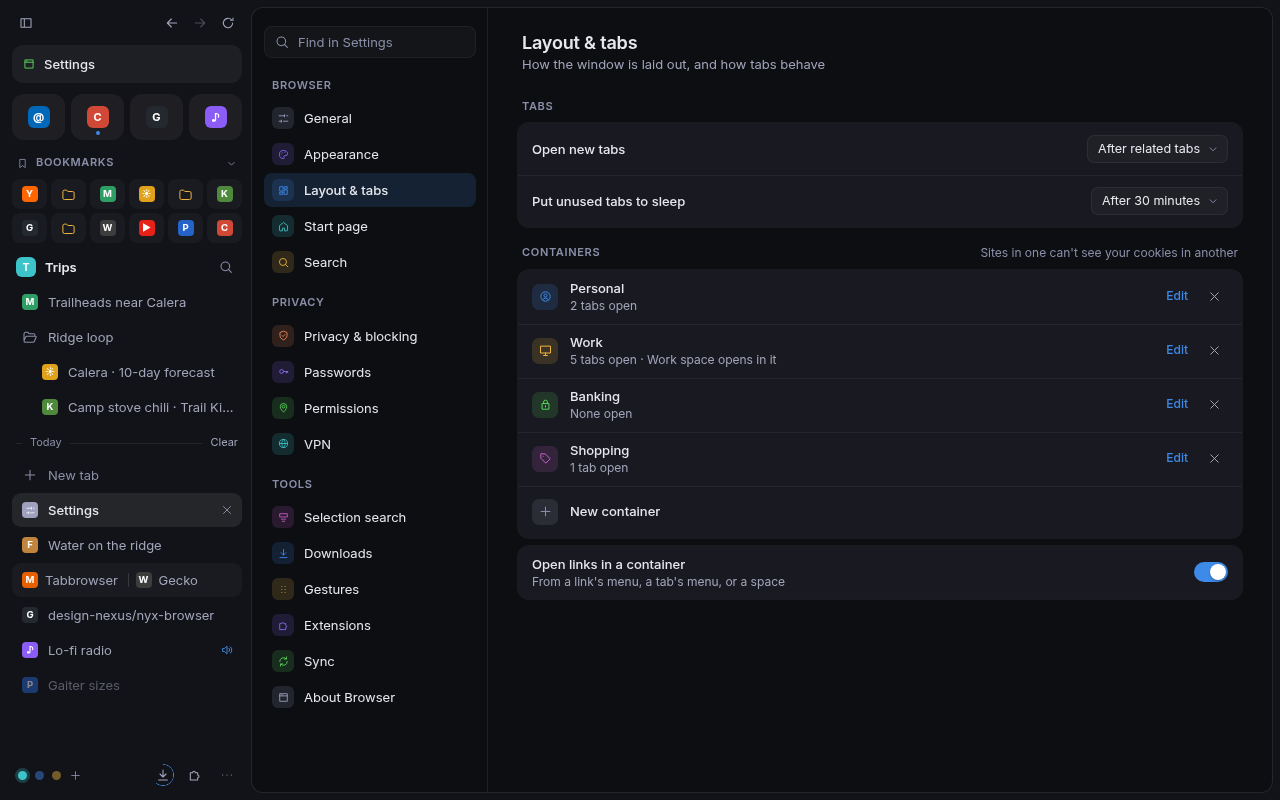 Settings
@
C
G
BOOKMARKS
Y
M
K
G
W
P
C
T Trips
M Trailheads near Calera
Ridge loop
Calera · 10-day forecast
K Camp stove chili · Trail Ki...
Today
Clear
New tab
Settings
F Water on the ridge
M Tabbrowser
W Gecko
G design-nexus/nyx-browser
Lo-fi radio
P Gaiter sizes
Find in Settings
BROWSER
General
Appearance
Layout & tabs
Start page
Search
PRIVACY
Privacy & blocking
Passwords
Permissions
VPN
TOOLS
Selection search
Downloads
Gestures
Extensions
Sync
About Browser
Layout & tabs
How the window is laid out, and how tabs behave
TABS
Open new tabs
After related tabs
Put unused tabs to sleep
After 30 minutes
CONTAINERS
Sites in one can't see your cookies in another
Personal
2 tabs open
Edit
Work
5 tabs open · Work space opens in it
Edit
Banking
None open
Edit
Shopping
1 tab open
Edit
New container
Open links in a container
From a link's menu, a tab's menu, or a space